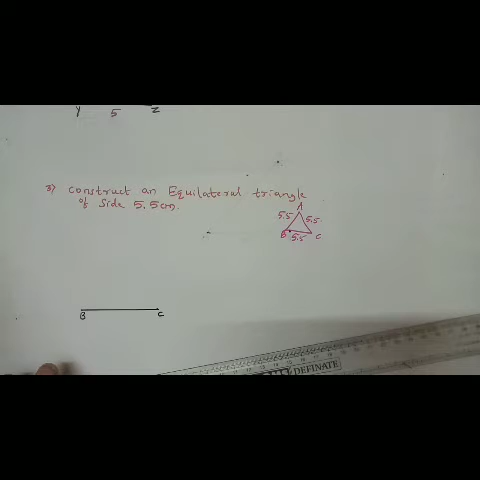 Y 5 Z
3) Construct an Equilateral triangle
of Side 5.5cm.
A
5.5 5.5
B 5.5 C
B C
DEFINATE